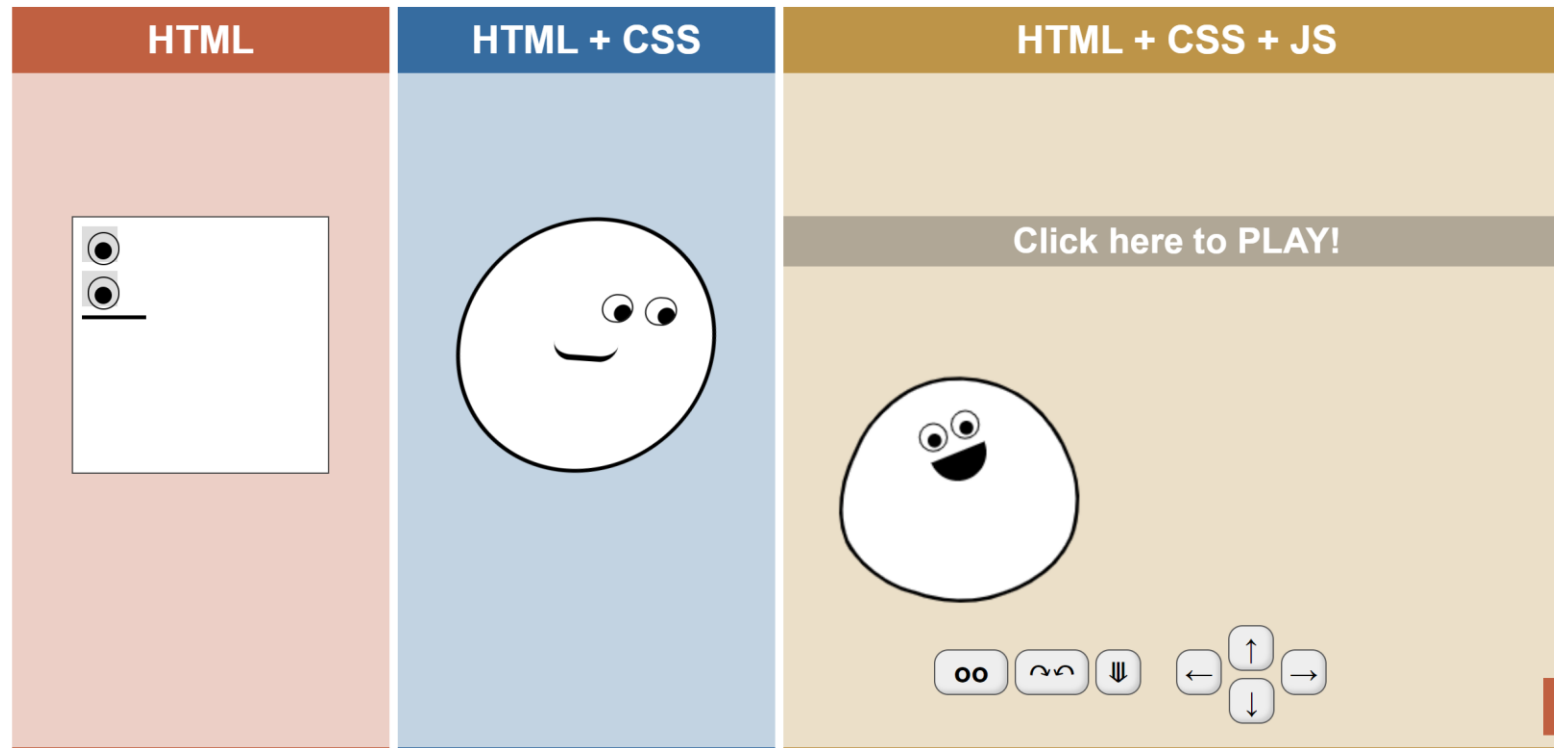 HTML
HTML + CSS
HTML + CSS + JS
Click here to PLAY!
oo
↷↶
⤋
←
↑
↓
→